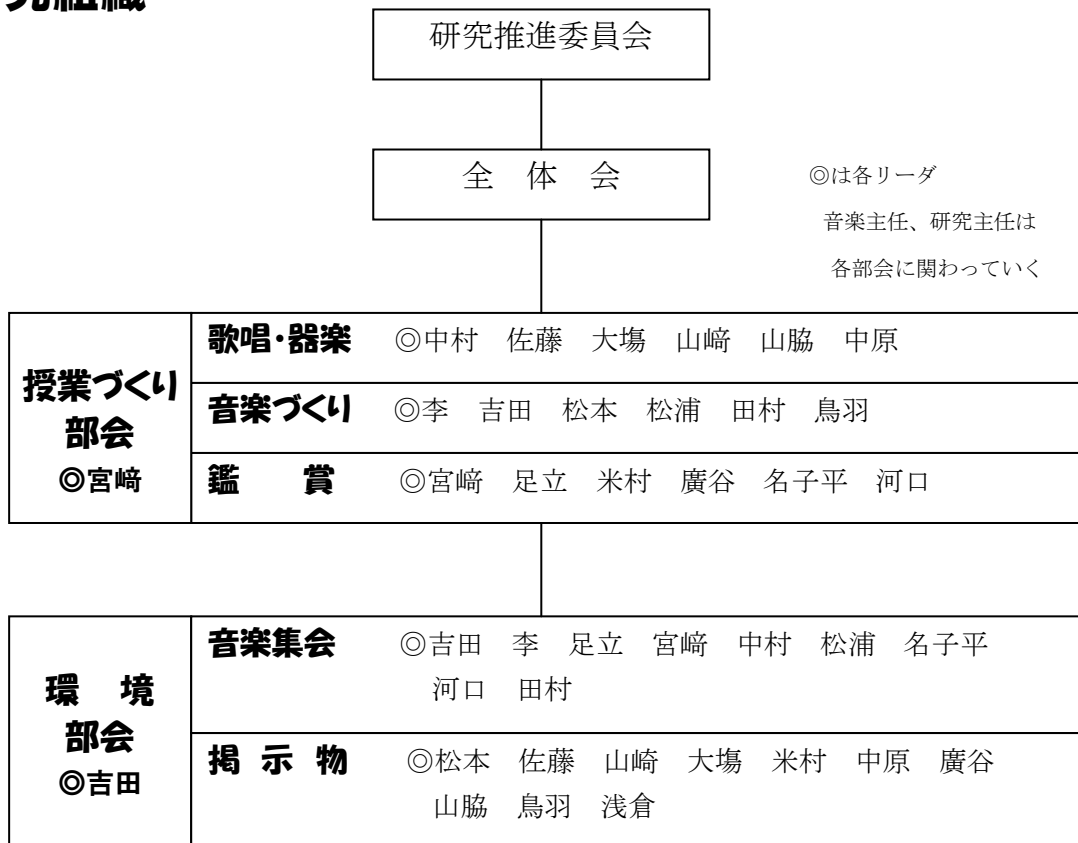 究組織
研究推進委員会
全　体　会
◎は各リーダ
音楽主任、研究主任は
各部会に関わっていく
授業づくり
部会
◎宮﨑
歌唱・器楽　◎中村　佐藤　大塲　山﨑　山脇　中原
音楽づくり　◎李　吉田　松本　松浦　田村　鳥羽
鑑　賞　◎宮﨑　足立　米村　廣谷　名子平　河口
環　境
部会
◎吉田
音楽集会　◎吉田　李　足立　宮﨑　中村　松浦　名子平
河口　田村
掲 示 物　◎松本　佐藤　山崎　大塲　米村　中原　廣谷
山脇　鳥羽　浅倉